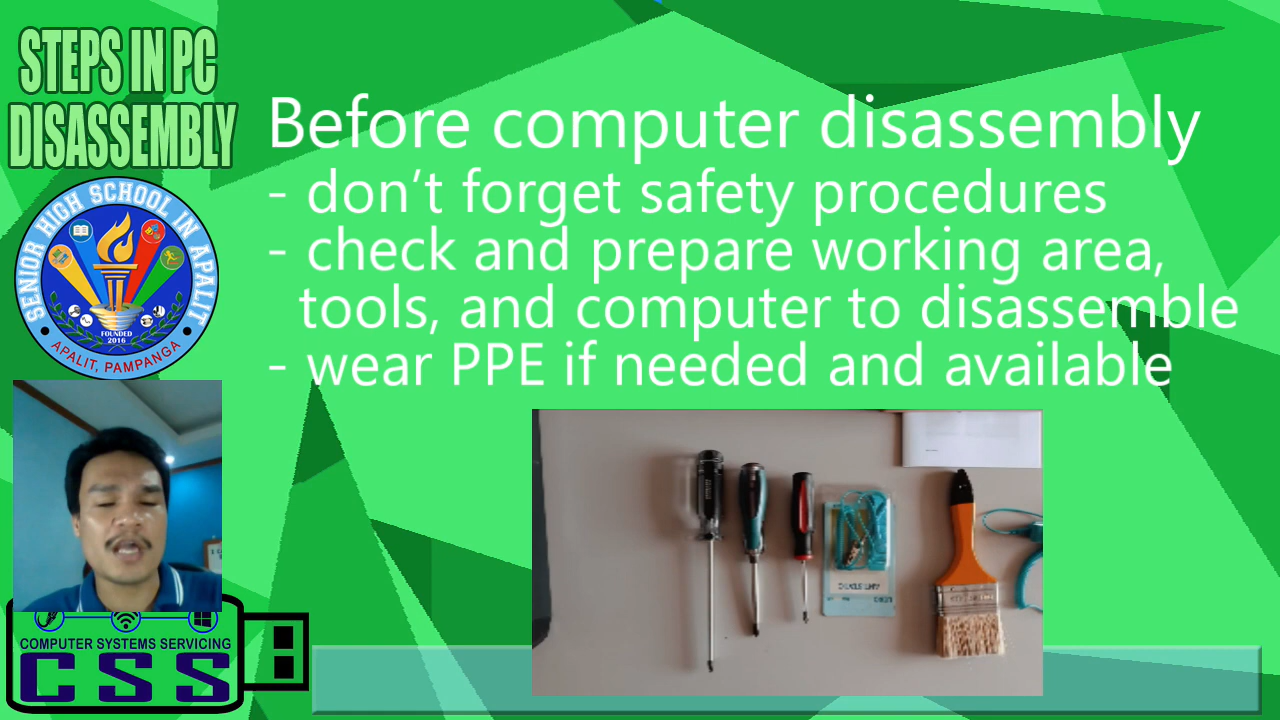 STEPS IN PC
DISASSEMBLY
SENIOR HIGH SCHOOL IN APALIT
FOUNDED
2016
APALIT, PAMPANGA
COMPUTER SYSTEMS SERVICING
CSS
Before computer disassembly
- don't forget safety procedures
- check and prepare working area,
tools, and computer to disassemble
- wear PPE if needed and available